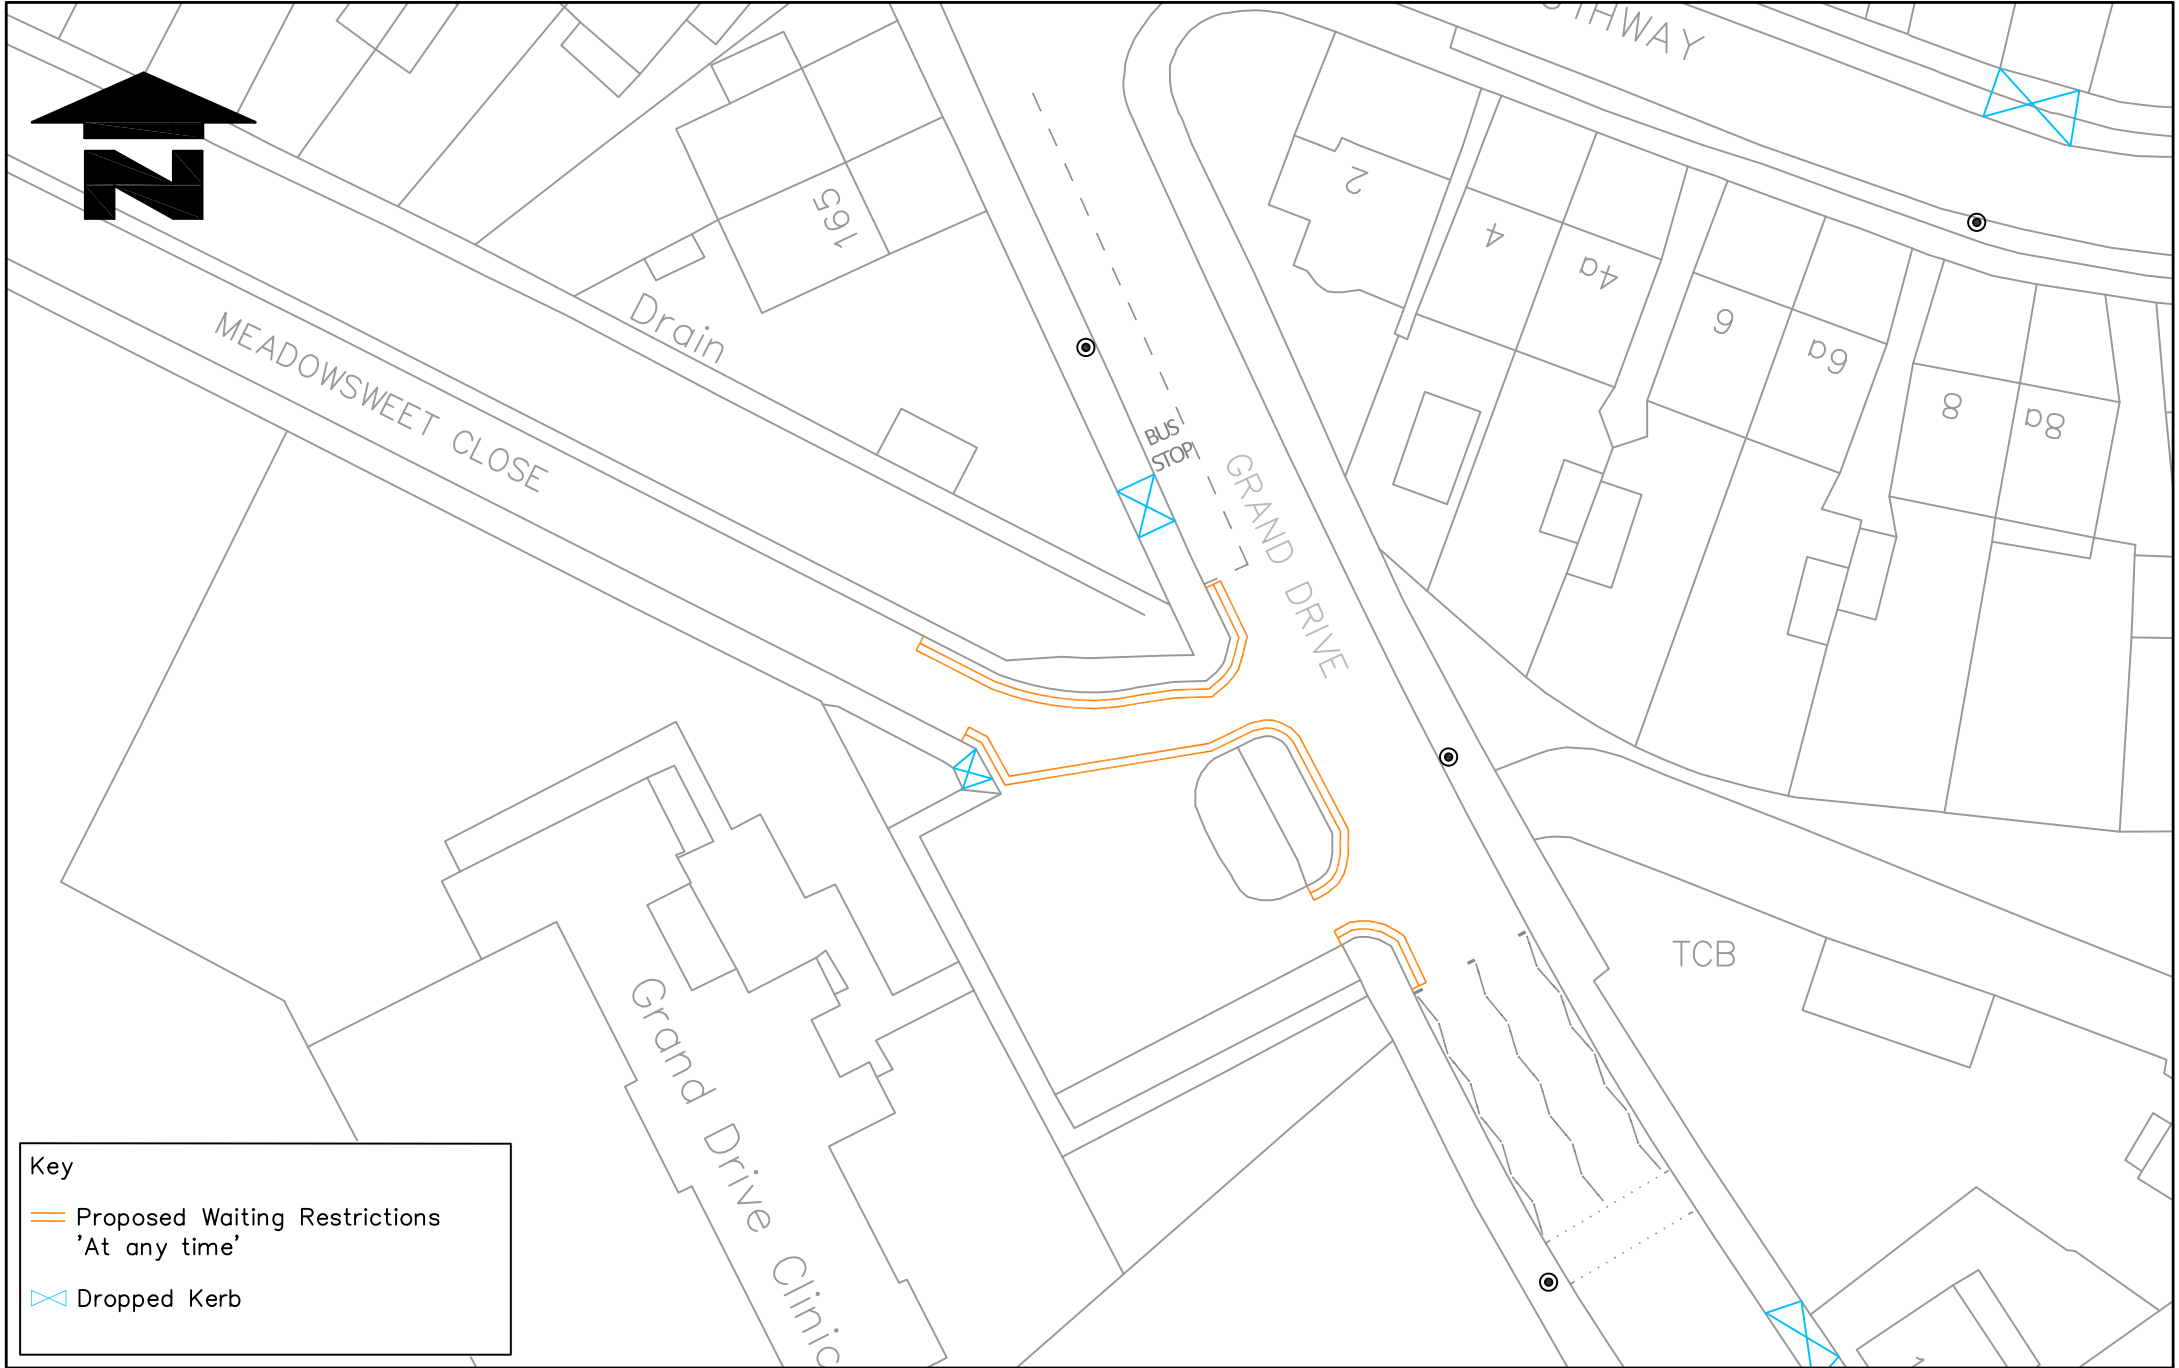 THWAY
N
2
165
4
4a
Drain
6
6a
MEADOWSWEET CLOSE
8
8a
BUS
STOP
GRAND DRIVE
TCB
Grand Drive Clinic
Key
Proposed Waiting Restrictions
'At any time'
Dropped Kerb